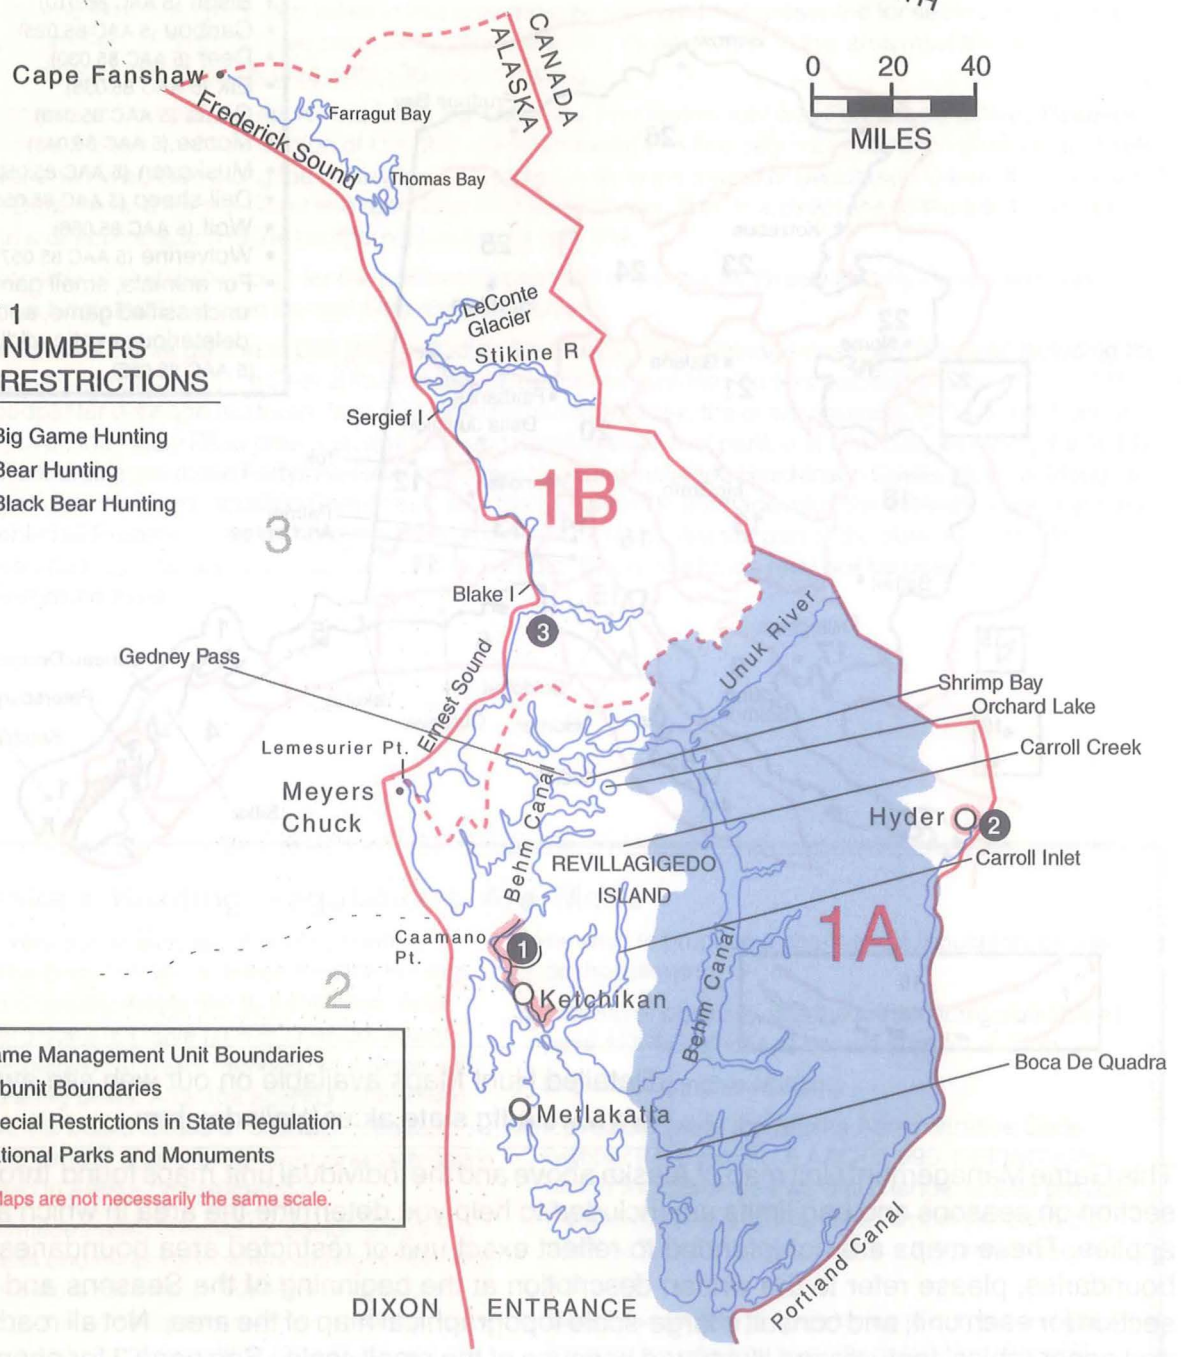 CANADA
ALASKA
Cape Fanshaw
0 20 40
MILES
Farragut Bay
Frederick Sound
Thomas Bay
LeConte
Glacier
1
NUMBERS
RESTRICTIONS
Stikine R
Sergief I
Big Game Hunting
Bear Hunting
Black Bear Hunting
1B
3
Blake I
3
Unuk River
Gedney Pass
Ernest Sound
Shrimp Bay
Orchard Lake
Lemesurier Pt.
Carroll Creek
Meyers
Chuck
Behm Canal
Hyder
2
REVILLAGIGEDO
ISLAND
Carroll Inlet
1A
Caamano
Pt.
1
Behm Canal
2
Ketchikan
ame Management Unit Boundaries
bunit Boundaries
ecial Restrictions in State Regulation
tional Parks and Monuments
Maps are not necessarily the same scale.
Boca De Quadra
Metlakatla
Portland Canal
DIXON ENTRANCE